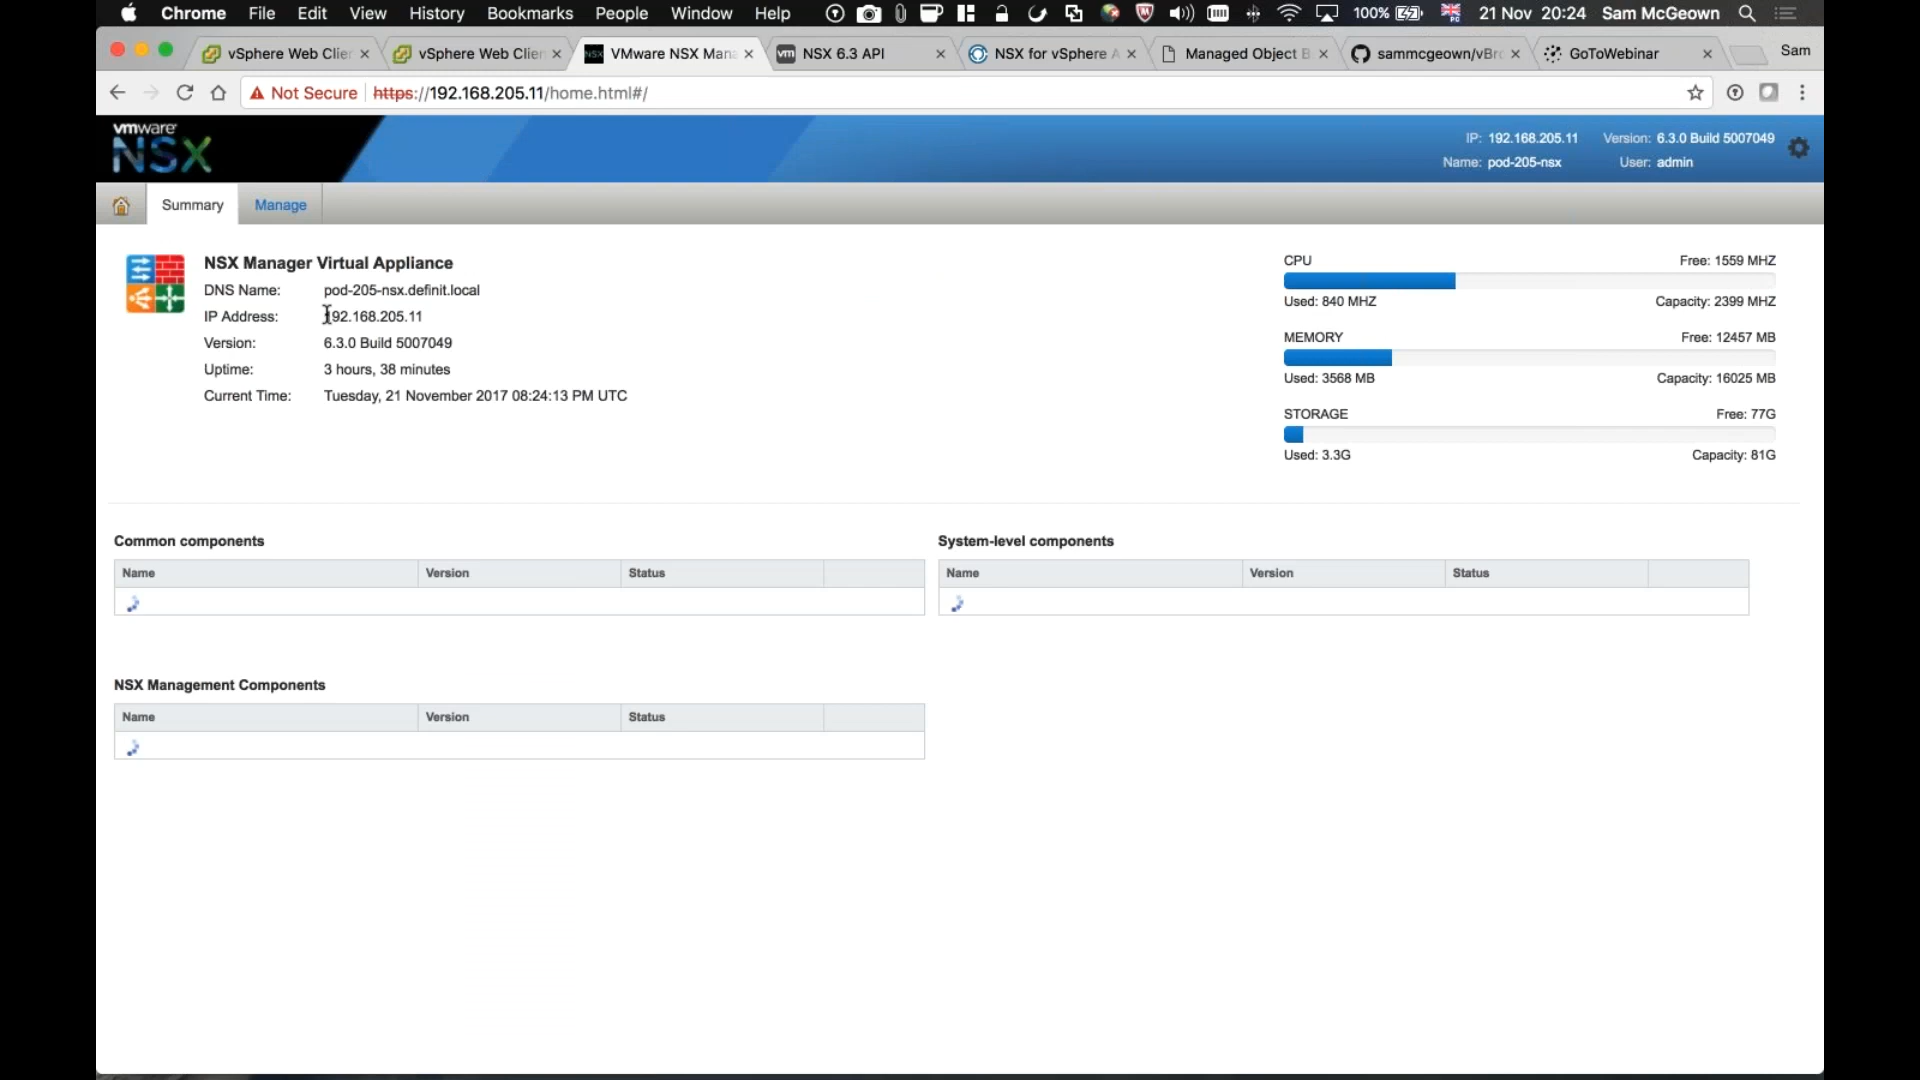 Chrome File Edit View History Bookmarks People Window Help 100% 21 Nov 20:24 Sam McGeown
vSphere Web Clien vSphere Web Clien VMware NSX Mana NSX 6.3 API NSX for vSphere A Managed Object B sammcgeown/vBro GoToWebinar Sam
Not Secure https://192.168.205.11/home.html#/
vmware
NSX
IP: 192.168.205.11 Version: 6.3.0 Build 5007049
Name: pod-205-nsx User: admin
Summary Manage
NSX Manager Virtual Appliance
DNS Name: pod-205-nsx.definit.local
IP Address: 192.168.205.11
Version: 6.3.0 Build 5007049
Uptime: 3 hours, 38 minutes
Current Time: Tuesday, 21 November 2017 08:24:13 PM UTC
CPU Free: 1559 MHZ
Used: 840 MHZ Capacity: 2399 MHZ
MEMORY Free: 12457 MB
Used: 3568 MB Capacity: 16025 MB
STORAGE Free: 77G
Used: 3.3G Capacity: 81G
Common components
Name Version Status
System-level components
Name Version Status
NSX Management Components
Name Version Status